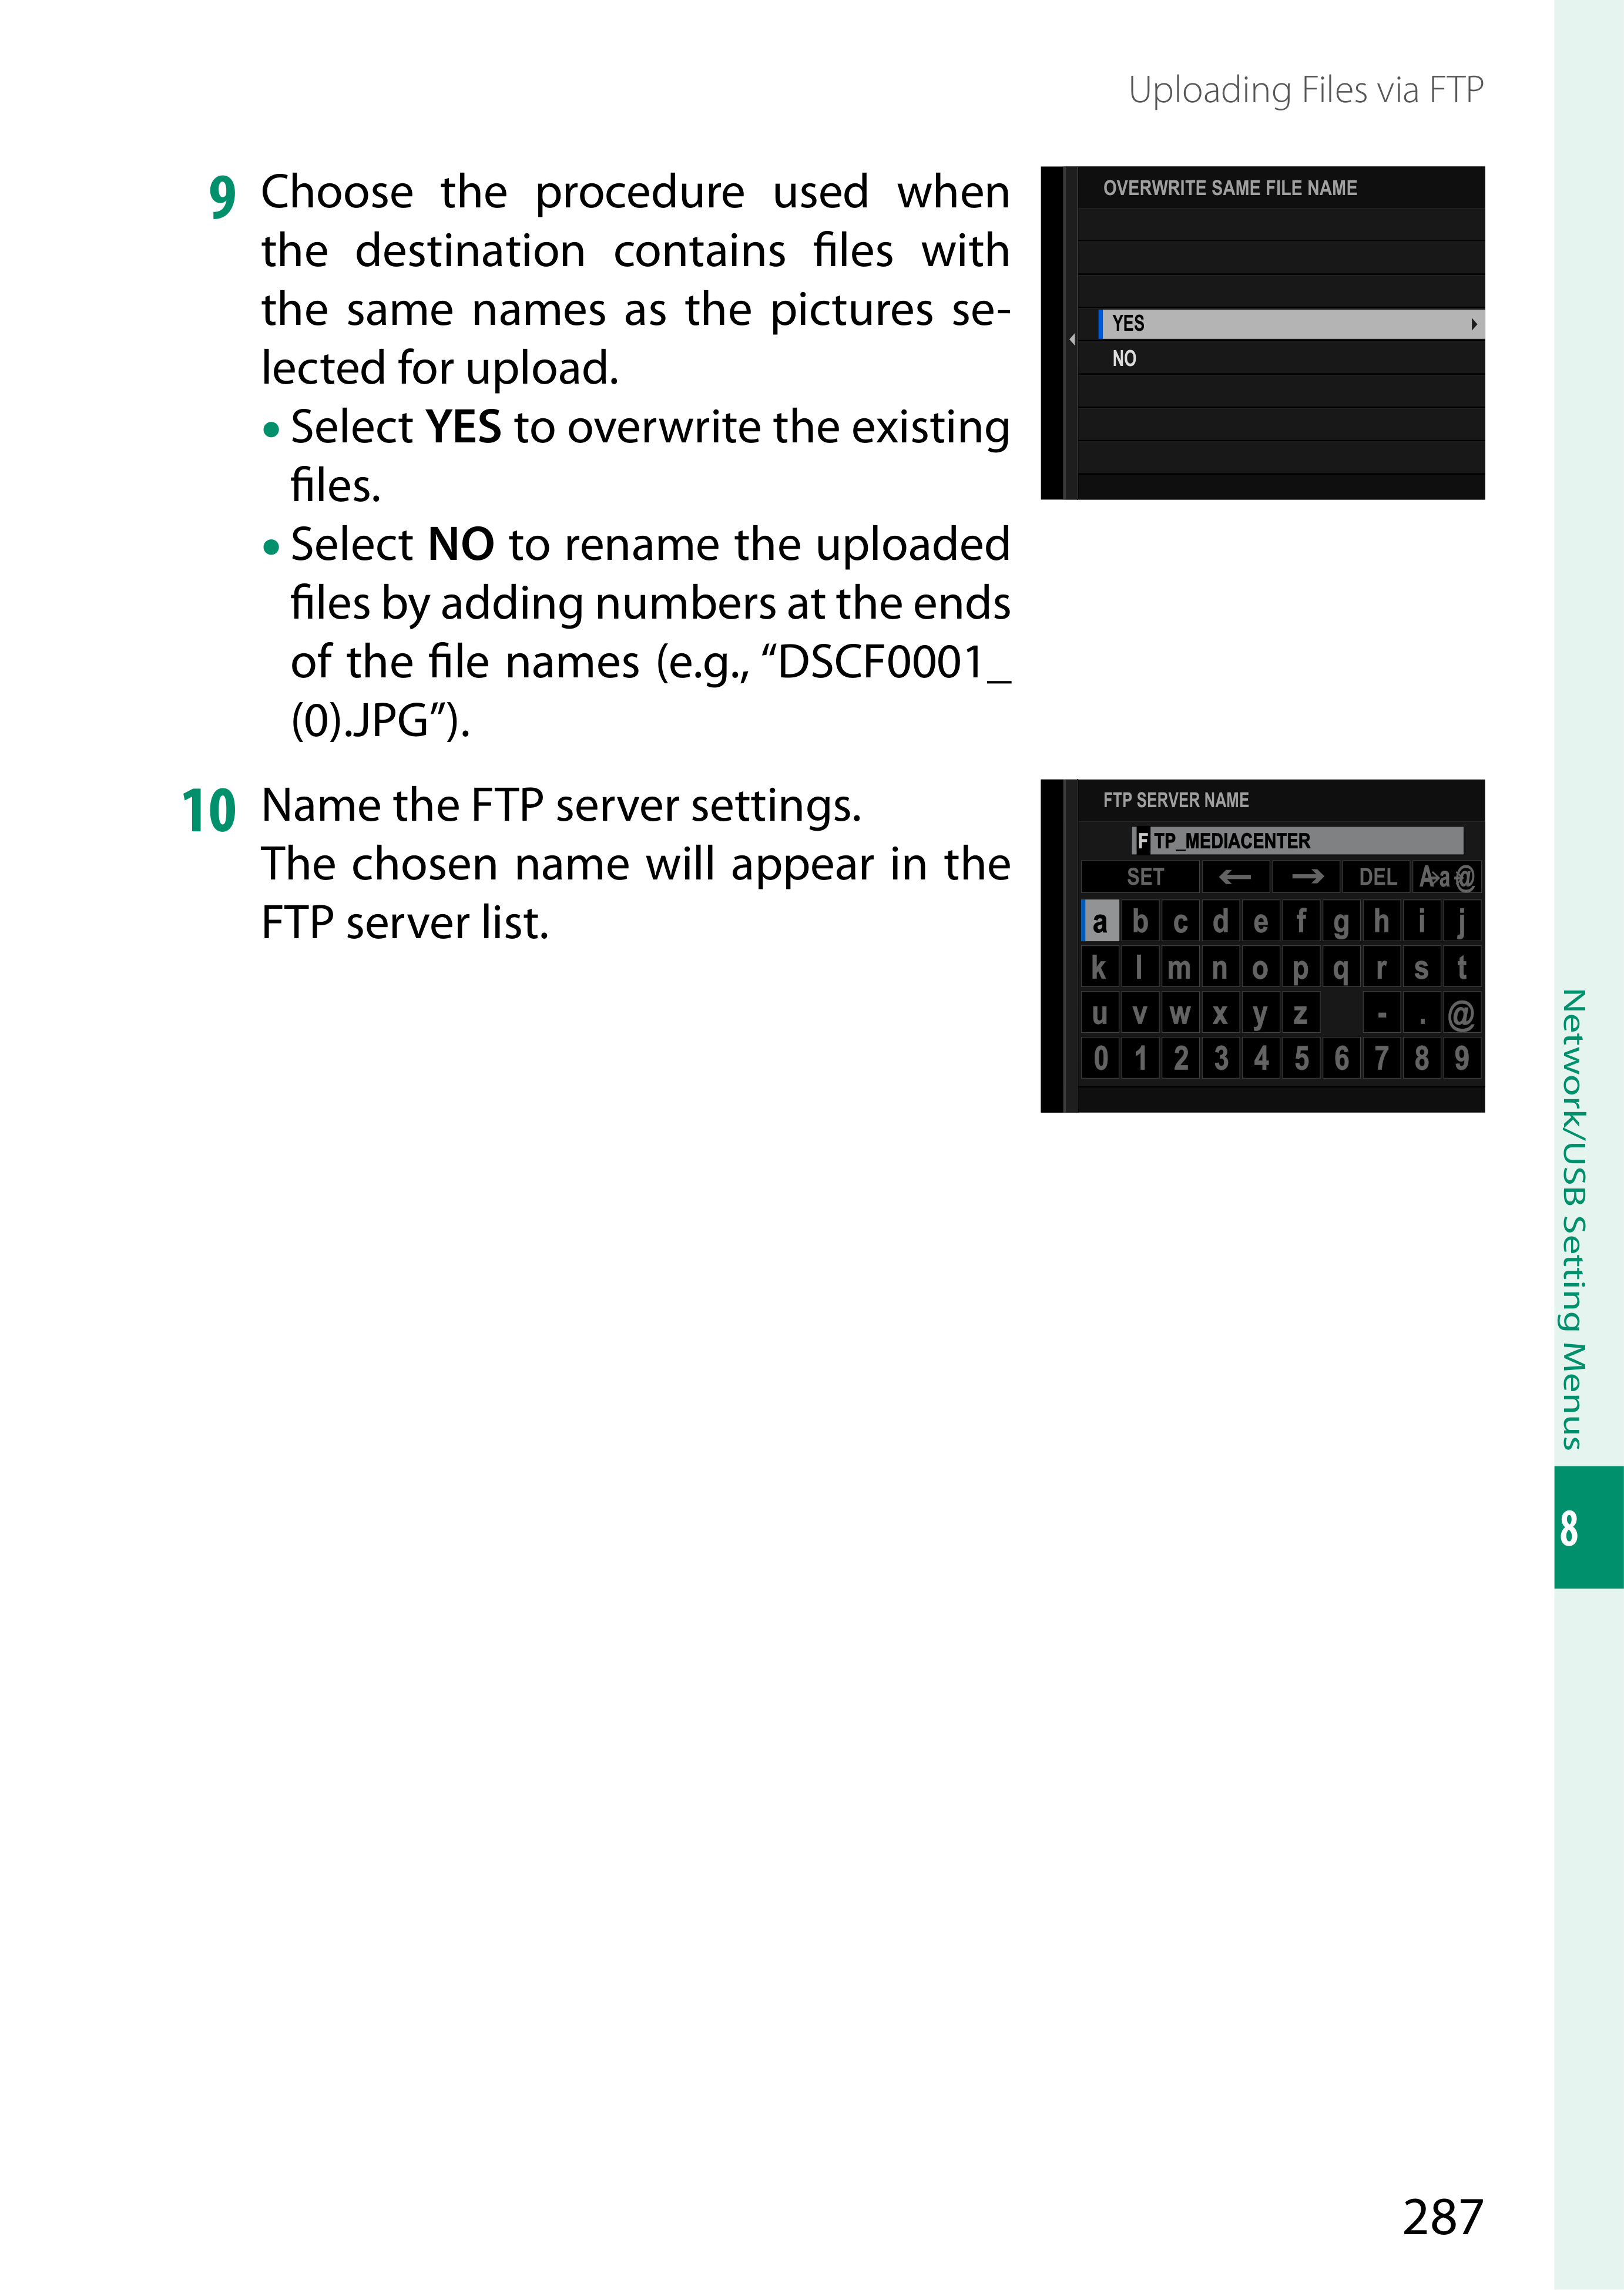 Uploading Files via FTP
9 Choose the procedure used when
the destination contains files with
the same names as the pictures se-
lected for upload.
• Select YES to overwrite the existing
files.
• Select NO to rename the uploaded
files by adding numbers at the ends
of the file names (e.g., “DSCF0001_
(0).JPG”).
OVERWRITE SAME FILE NAME
YES
NO
10 Name the FTP server settings.
The chosen name will appear in the
FTP server list.
FTP SERVER NAME
FTP_MEDIACENTER
SET ← → DEL A→a→@
a b c d e f g h i j
k l m n o p q r s t
u v w x y z - . @
0 1 2 3 4 5 6 7 8 9
Network/USB Setting Menus
8
287